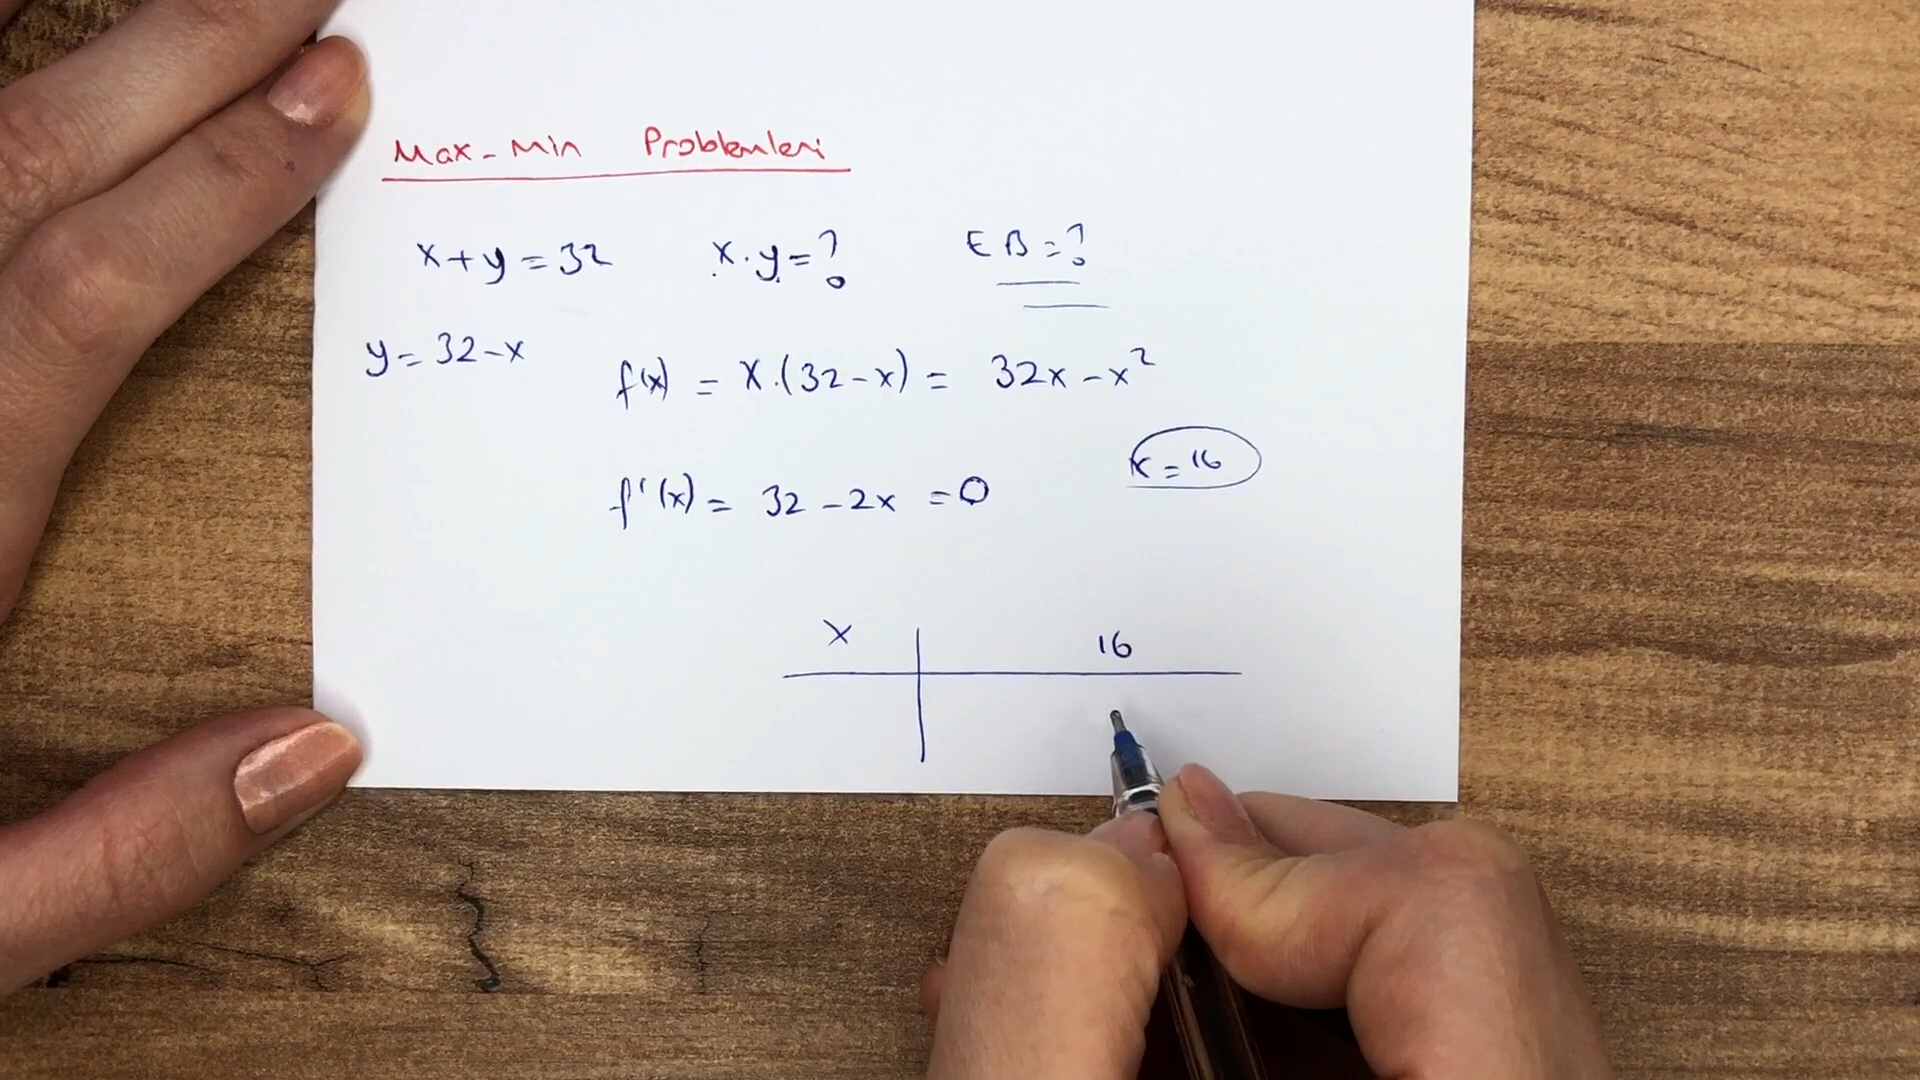 Max-Min Problemleri
x+y=32 x.y=? EB=?
y=32-x
f(x) = x.(32-x) = 32x-x²
x=16
f'(x) = 32-2x =0
x 16